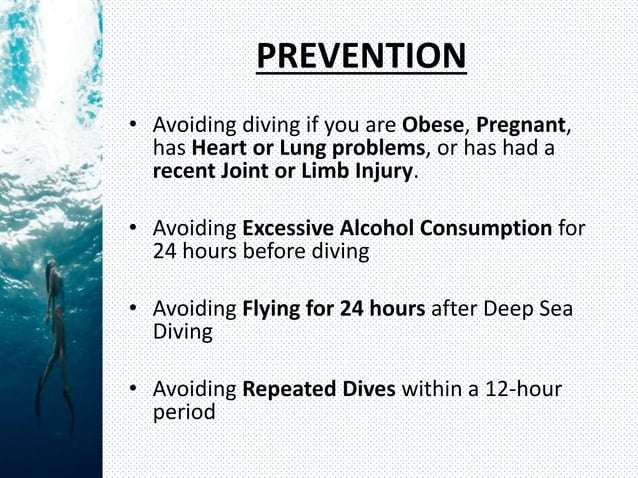 PREVENTION
• Avoiding diving if you are Obese, Pregnant,
has Heart or Lung problems, or has had a
recent Joint or Limb Injury.
• Avoiding Excessive Alcohol Consumption for
24 hours before diving
• Avoiding Flying for 24 hours after Deep Sea
Diving
• Avoiding Repeated Dives within a 12-hour
period